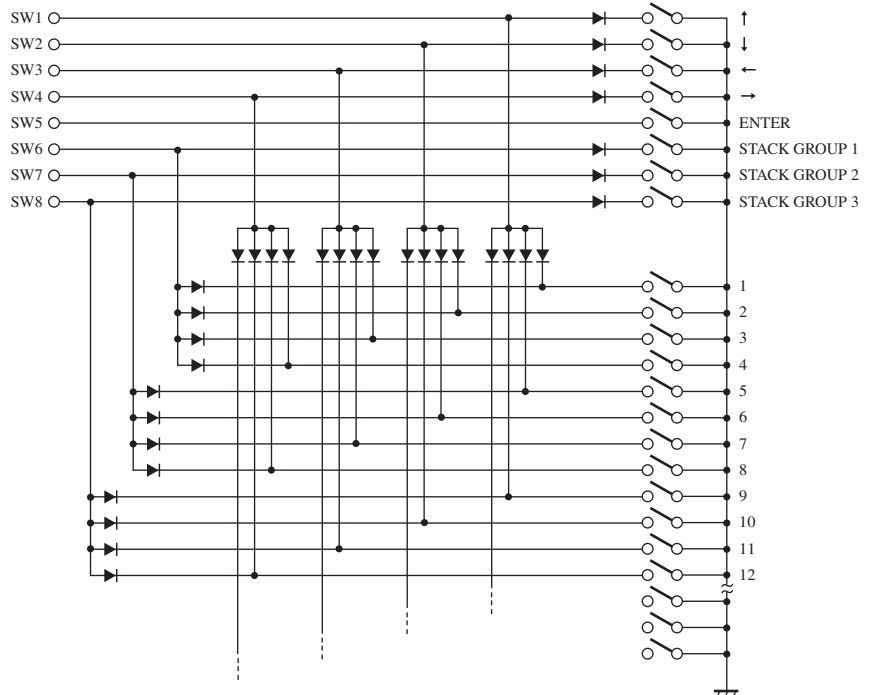 SW1 ↑
SW2 ↓
SW3 ←
SW4 →
SW5 ENTER
SW6 STACK GROUP 1
SW7 STACK GROUP 2
SW8 STACK GROUP 3
1
2
3
4
5
6
7
8
9
10
11
12